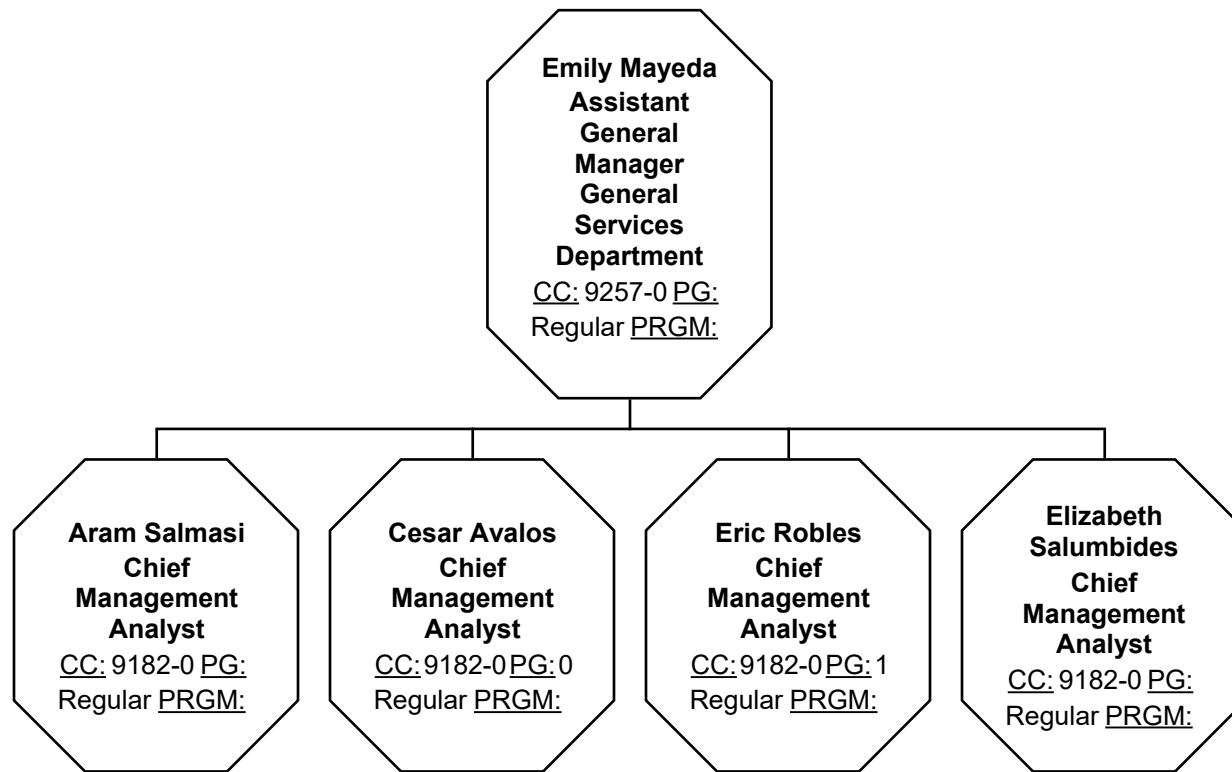 Emily Mayeda
Assistant
General
Manager
General
Services
Department
CC: 9257-0 PG:
Regular PRGM:
Aram Salmasi
Chief
Management
Analyst
CC: 9182-0 PG:
Regular PRGM:
Cesar Avalos
Chief
Management
Analyst
CC: 9182-0 PG: 0
Regular PRGM:
Eric Robles
Chief
Management
Analyst
CC: 9182-0 PG: 1
Regular PRGM:
Elizabeth
Salumbides
Chief
Management
Analyst
CC: 9182-0 PG:
Regular PRGM: